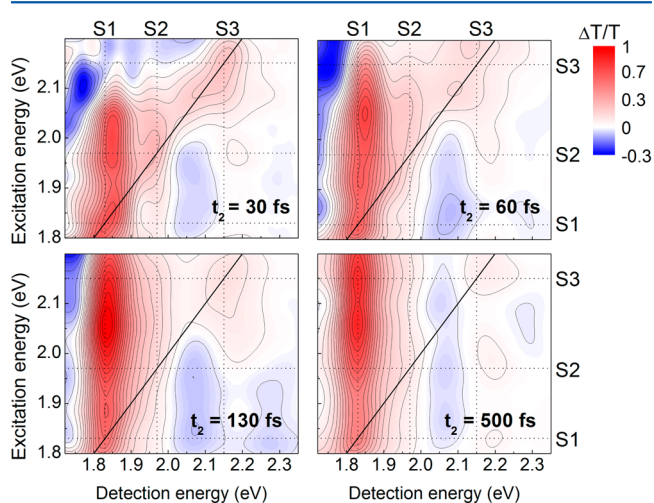 S1 S2 S3 S1 S2 S3 ΔT/T
Excitation energy (eV)
2.1
2.0
1.9
1.8
t2 = 30 fs
t2 = 60 fs
S3
S2
S1
1
0.7
0.3
0
-0.3
Excitation energy (eV)
2.1
2.0
1.9
1.8
t2 = 130 fs
t2 = 500 fs
S3
S2
S1
1.8 1.9 2.0 2.1 2.2 2.3 1.8 1.9 2.0 2.1 2.2 2.3
Detection energy (eV) Detection energy (eV)